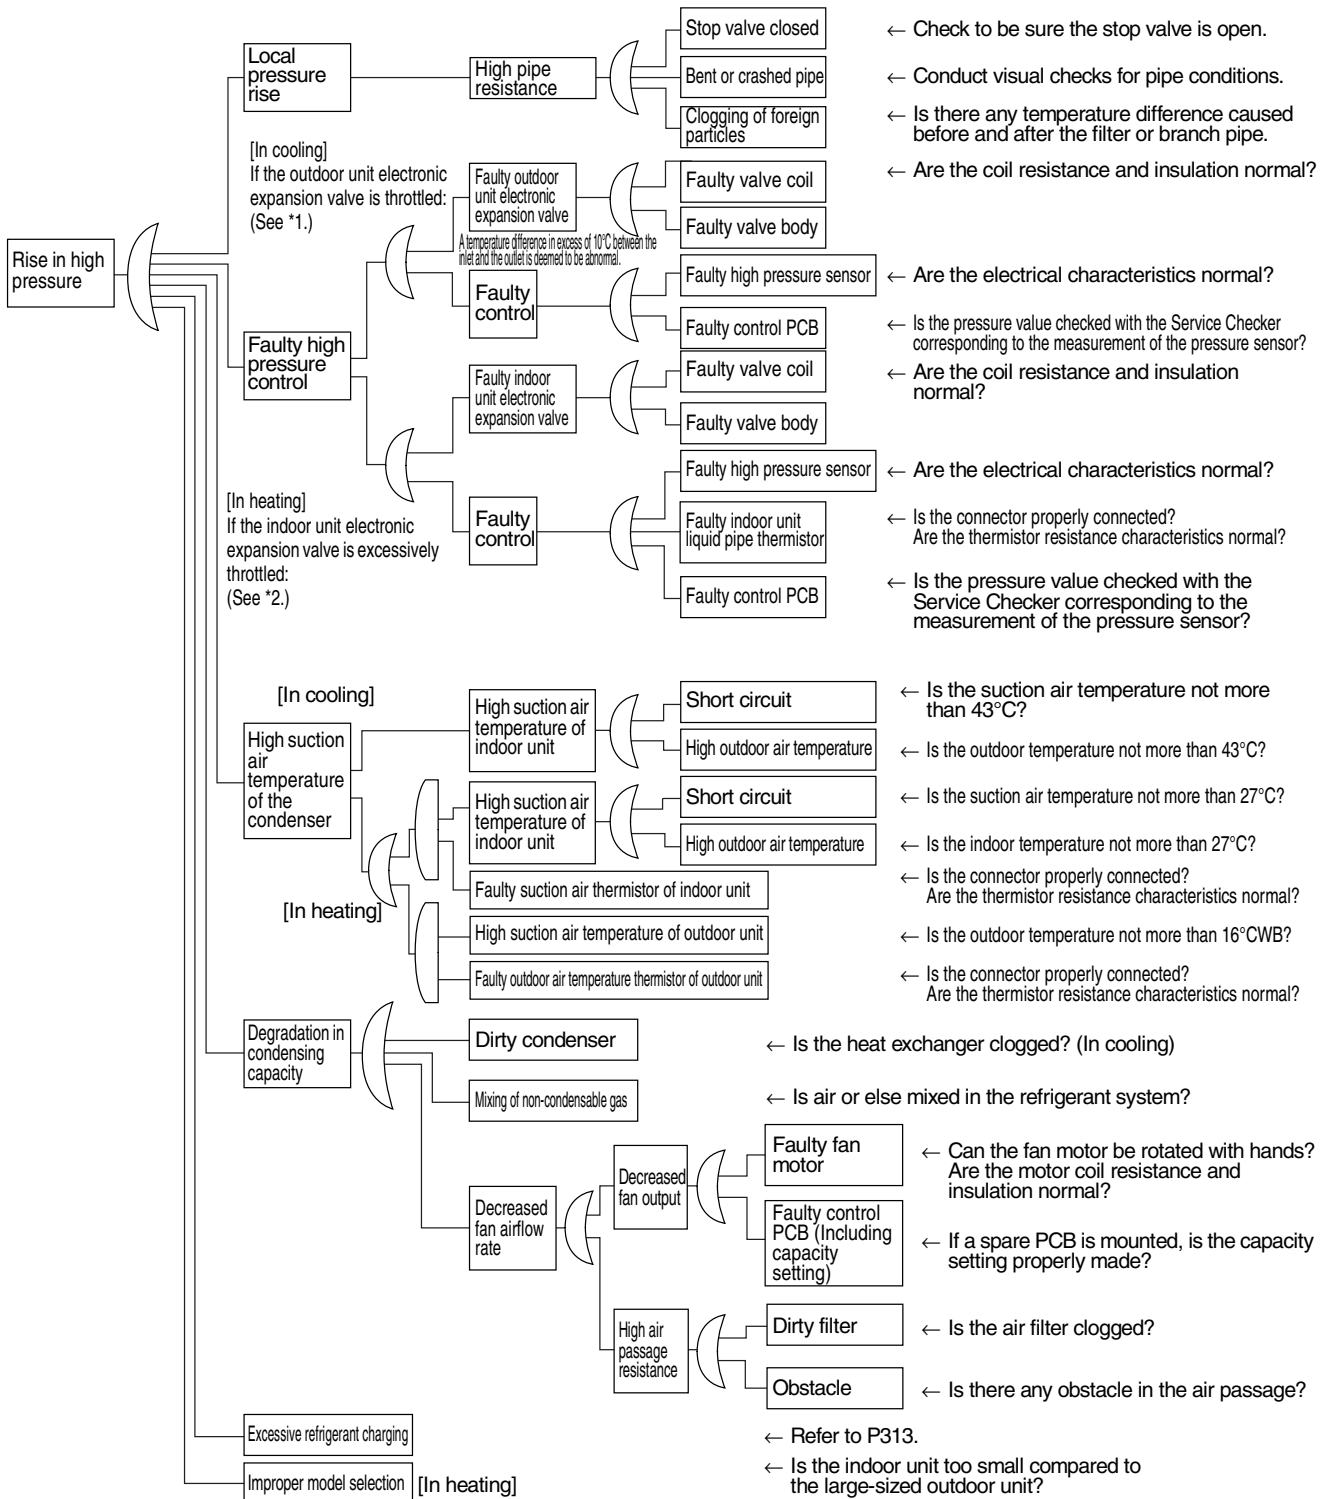 Rise in high
pressure
Local
pressure
rise
High pipe
resistance
Stop valve closed
← Check to be sure the stop valve is open.
Bent or crashed pipe
← Conduct visual checks for pipe conditions.
Clogging of foreign
particles
← Is there any temperature difference caused
before and after the filter or branch pipe.
[In cooling]
If the outdoor unit electronic
expansion valve is throttled:
(See *1.)
Faulty high
pressure
control
Faulty outdoor
unit electronic
expansion valve
A temperature difference in excess of 10°C between the
inlet and the outlet is deemed to be abnormal.
Faulty valve coil
← Are the coil resistance and insulation normal?
Faulty valve body
Faulty
control
Faulty high pressure sensor
← Are the electrical characteristics normal?
Faulty control PCB
← Is the pressure value checked with the Service Checker
corresponding to the measurement of the pressure sensor?
Faulty indoor
unit electronic
expansion valve
Faulty valve coil
← Are the coil resistance and insulation
normal?
Faulty valve body
[In heating]
If the indoor unit electronic
expansion valve is excessively
throttled:
(See *2.)
Faulty
control
Faulty high pressure sensor
← Are the electrical characteristics normal?
Faulty indoor unit
liquid pipe thermistor
← Is the connector properly connected?
Are the thermistor resistance characteristics normal?
Faulty control PCB
← Is the pressure value checked with the
Service Checker corresponding to the
measurement of the pressure sensor?
[In cooling]
High suction
air
temperature
of the
condenser
High suction air
temperature of
indoor unit
Short circuit
← Is the suction air temperature not more
than 43°C?
High outdoor air temperature
← Is the outdoor temperature not more than 43°C?
[In heating]
High suction air
temperature of
indoor unit
Short circuit
← Is the suction air temperature not more than 27°C?
High outdoor air temperature
← Is the indoor temperature not more than 27°C?
Faulty suction air thermistor of indoor unit
← Is the connector properly connected?
Are the thermistor resistance characteristics normal?
High suction air temperature of outdoor unit
← Is the outdoor temperature not more than 16°CWB?
Faulty outdoor air temperature thermistor of outdoor unit
← Is the connector properly connected?
Are the thermistor resistance characteristics normal?
Degradation in
condensing
capacity
Dirty condenser
← Is the heat exchanger clogged? (In cooling)
Mixing of non-condensable gas
← Is air or else mixed in the refrigerant system?
Decreased
fan airflow
rate
Decreased
fan output
Faulty fan
motor
← Can the fan motor be rotated with hands?
Are the motor coil resistance and
insulation normal?
Faulty control
PCB (Including
capacity
setting)
← If a spare PCB is mounted, is the capacity
setting properly made?
High air
passage
resistance
Dirty filter
← Is the air filter clogged?
Obstacle
← Is there any obstacle in the air passage?
Excessive refrigerant charging
← Refer to P313.
Improper model selection
[In heating]
← Is the indoor unit too small compared to
the large-sized outdoor unit?